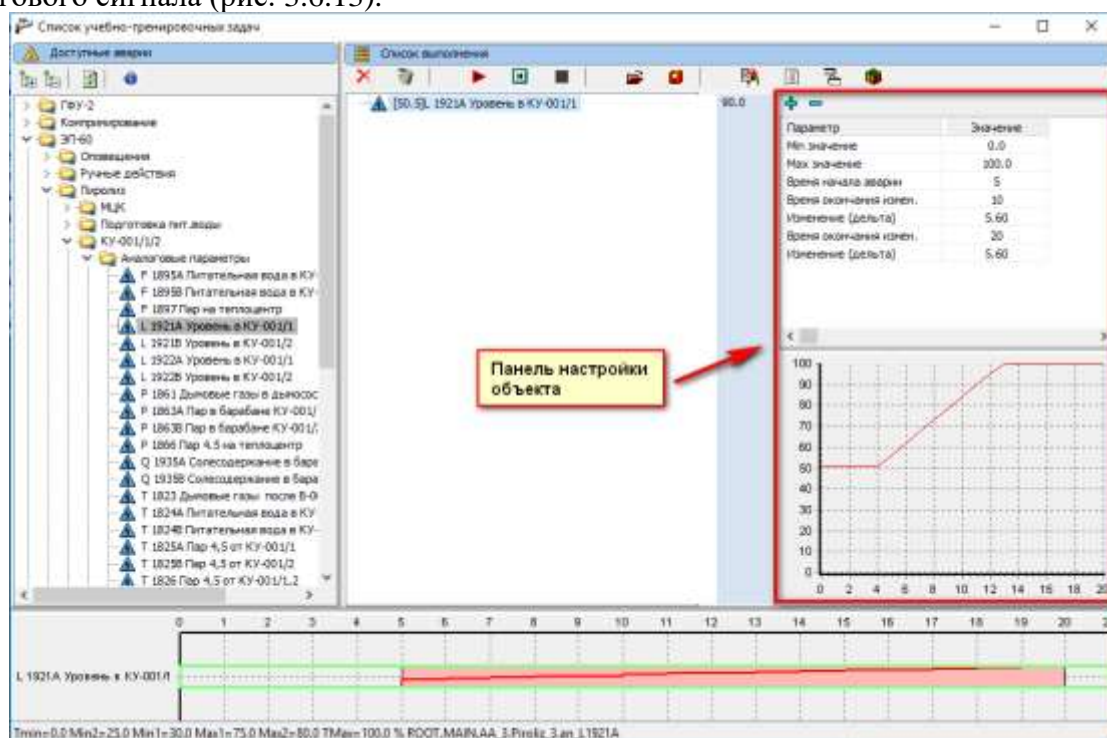 гового сигнала (рис. 3.6.13).
Список учебно-тренировочных задач
Доступные аварии
Список выполнения
ГФУ-2
Компримирование
ЭП-60
Оповещения
Ручные действия
Пиролиз
МЦК
Подготовка пит.воды
КУ-001/1/2
Аналоговые параметры
F 1895A Питательная вода в КУ-
F 1895B Питательная вода в КУ-
F 1897 Пар на теплоцентр
L 1921A Уровень в КУ-001/1
L 1921B Уровень в КУ-001/2
L 1922A Уровень в КУ-001/1
L 1922B Уровень в КУ-001/2
P 1861 Дымовые газы в дымосос
P 1863A Пар в барабане КУ-001/
P 1863B Пар в барабане КУ-001/
P 1866 Пар 4.5 на теплоцентр
Q 1935A Солесодержание в бара
Q 1935B Солесодержание в бара
T 1823 Дымовые газы после В-0
T 1824A Питательная вода в КУ
T 1824B Питательная вода в КУ-
T 1825A Пар 4,5 от КУ-001/1
T 1825B Пар 4,5 от КУ-001/2
T 1826 Пар 4,5 от КУ-001/1,2
[50.5]L 1921A Уровень в КУ-001/1
90.0
Параметр Значение
Min значение 0.0
Max значение 100.0
Время начала аварии 5
Время окончания измен. 10
Изменение (дельта) 5.60
Время окончания измен. 20
Изменение (дельта) 5.60
Панель настройки
объекта
100
90
80
70
60
50
40
30
20
10
0
0 2 4 6 8 10 12 14 16 18 20
0 1 2 3 4 5 6 7 8 9 10 11 12 13 14 15 16 17 18 19 20 2
L 1921A Уровень в КУ-001/1
Tmin=0.0 Min2=25.0 Min1=30.0 Max1=75.0 Max2=80.0 TMax=100.0 % ROOT.MAIN.AA_3.Piroliz_3.an_L1921A